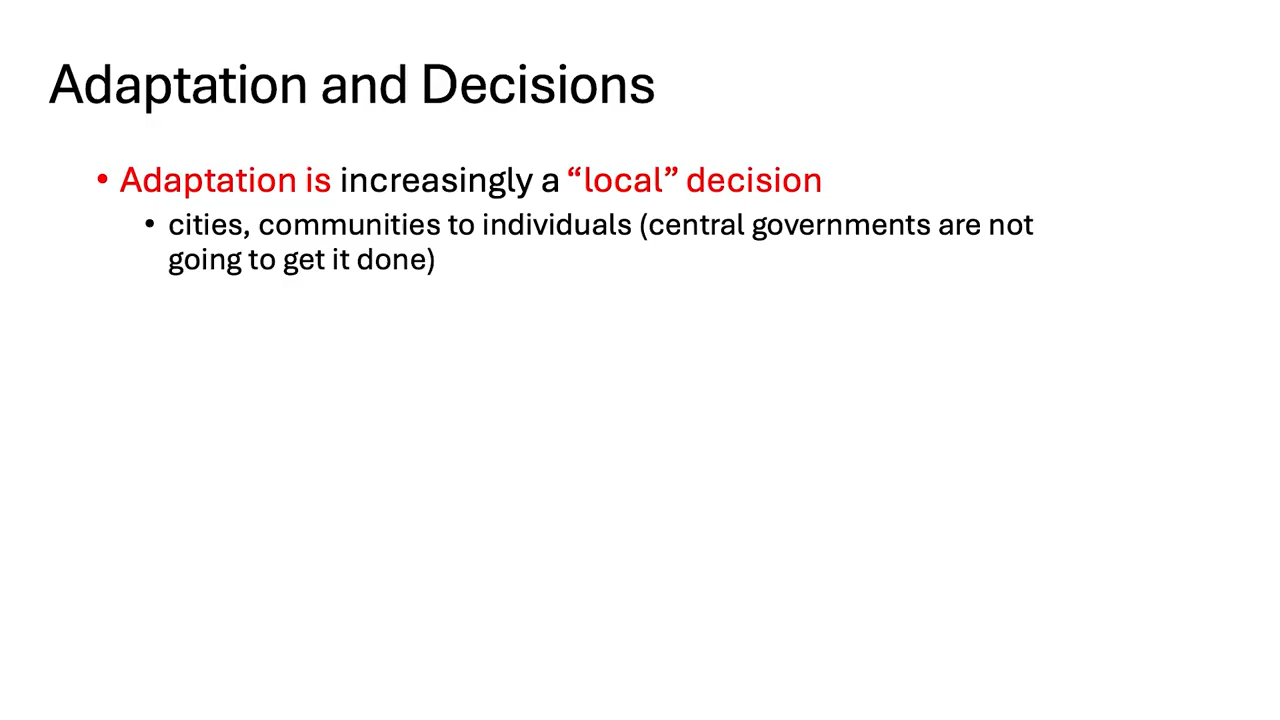 Adaptation and Decisions
• Adaptation is increasingly a “local” decision
• cities, communities to individuals (central governments are not
going to get it done)